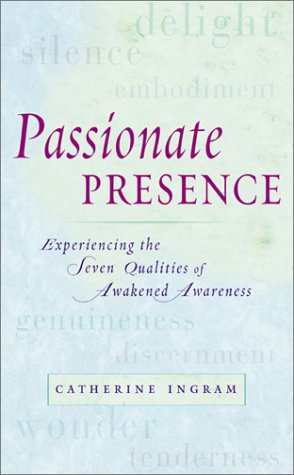 delight
silence
embodiment
Passionate
PRESENCE
Experiencing the
Seven Qualities of
Awakened Awareness
genuineness
discernment
CATHERINE INGRAM
wonder
tenderness